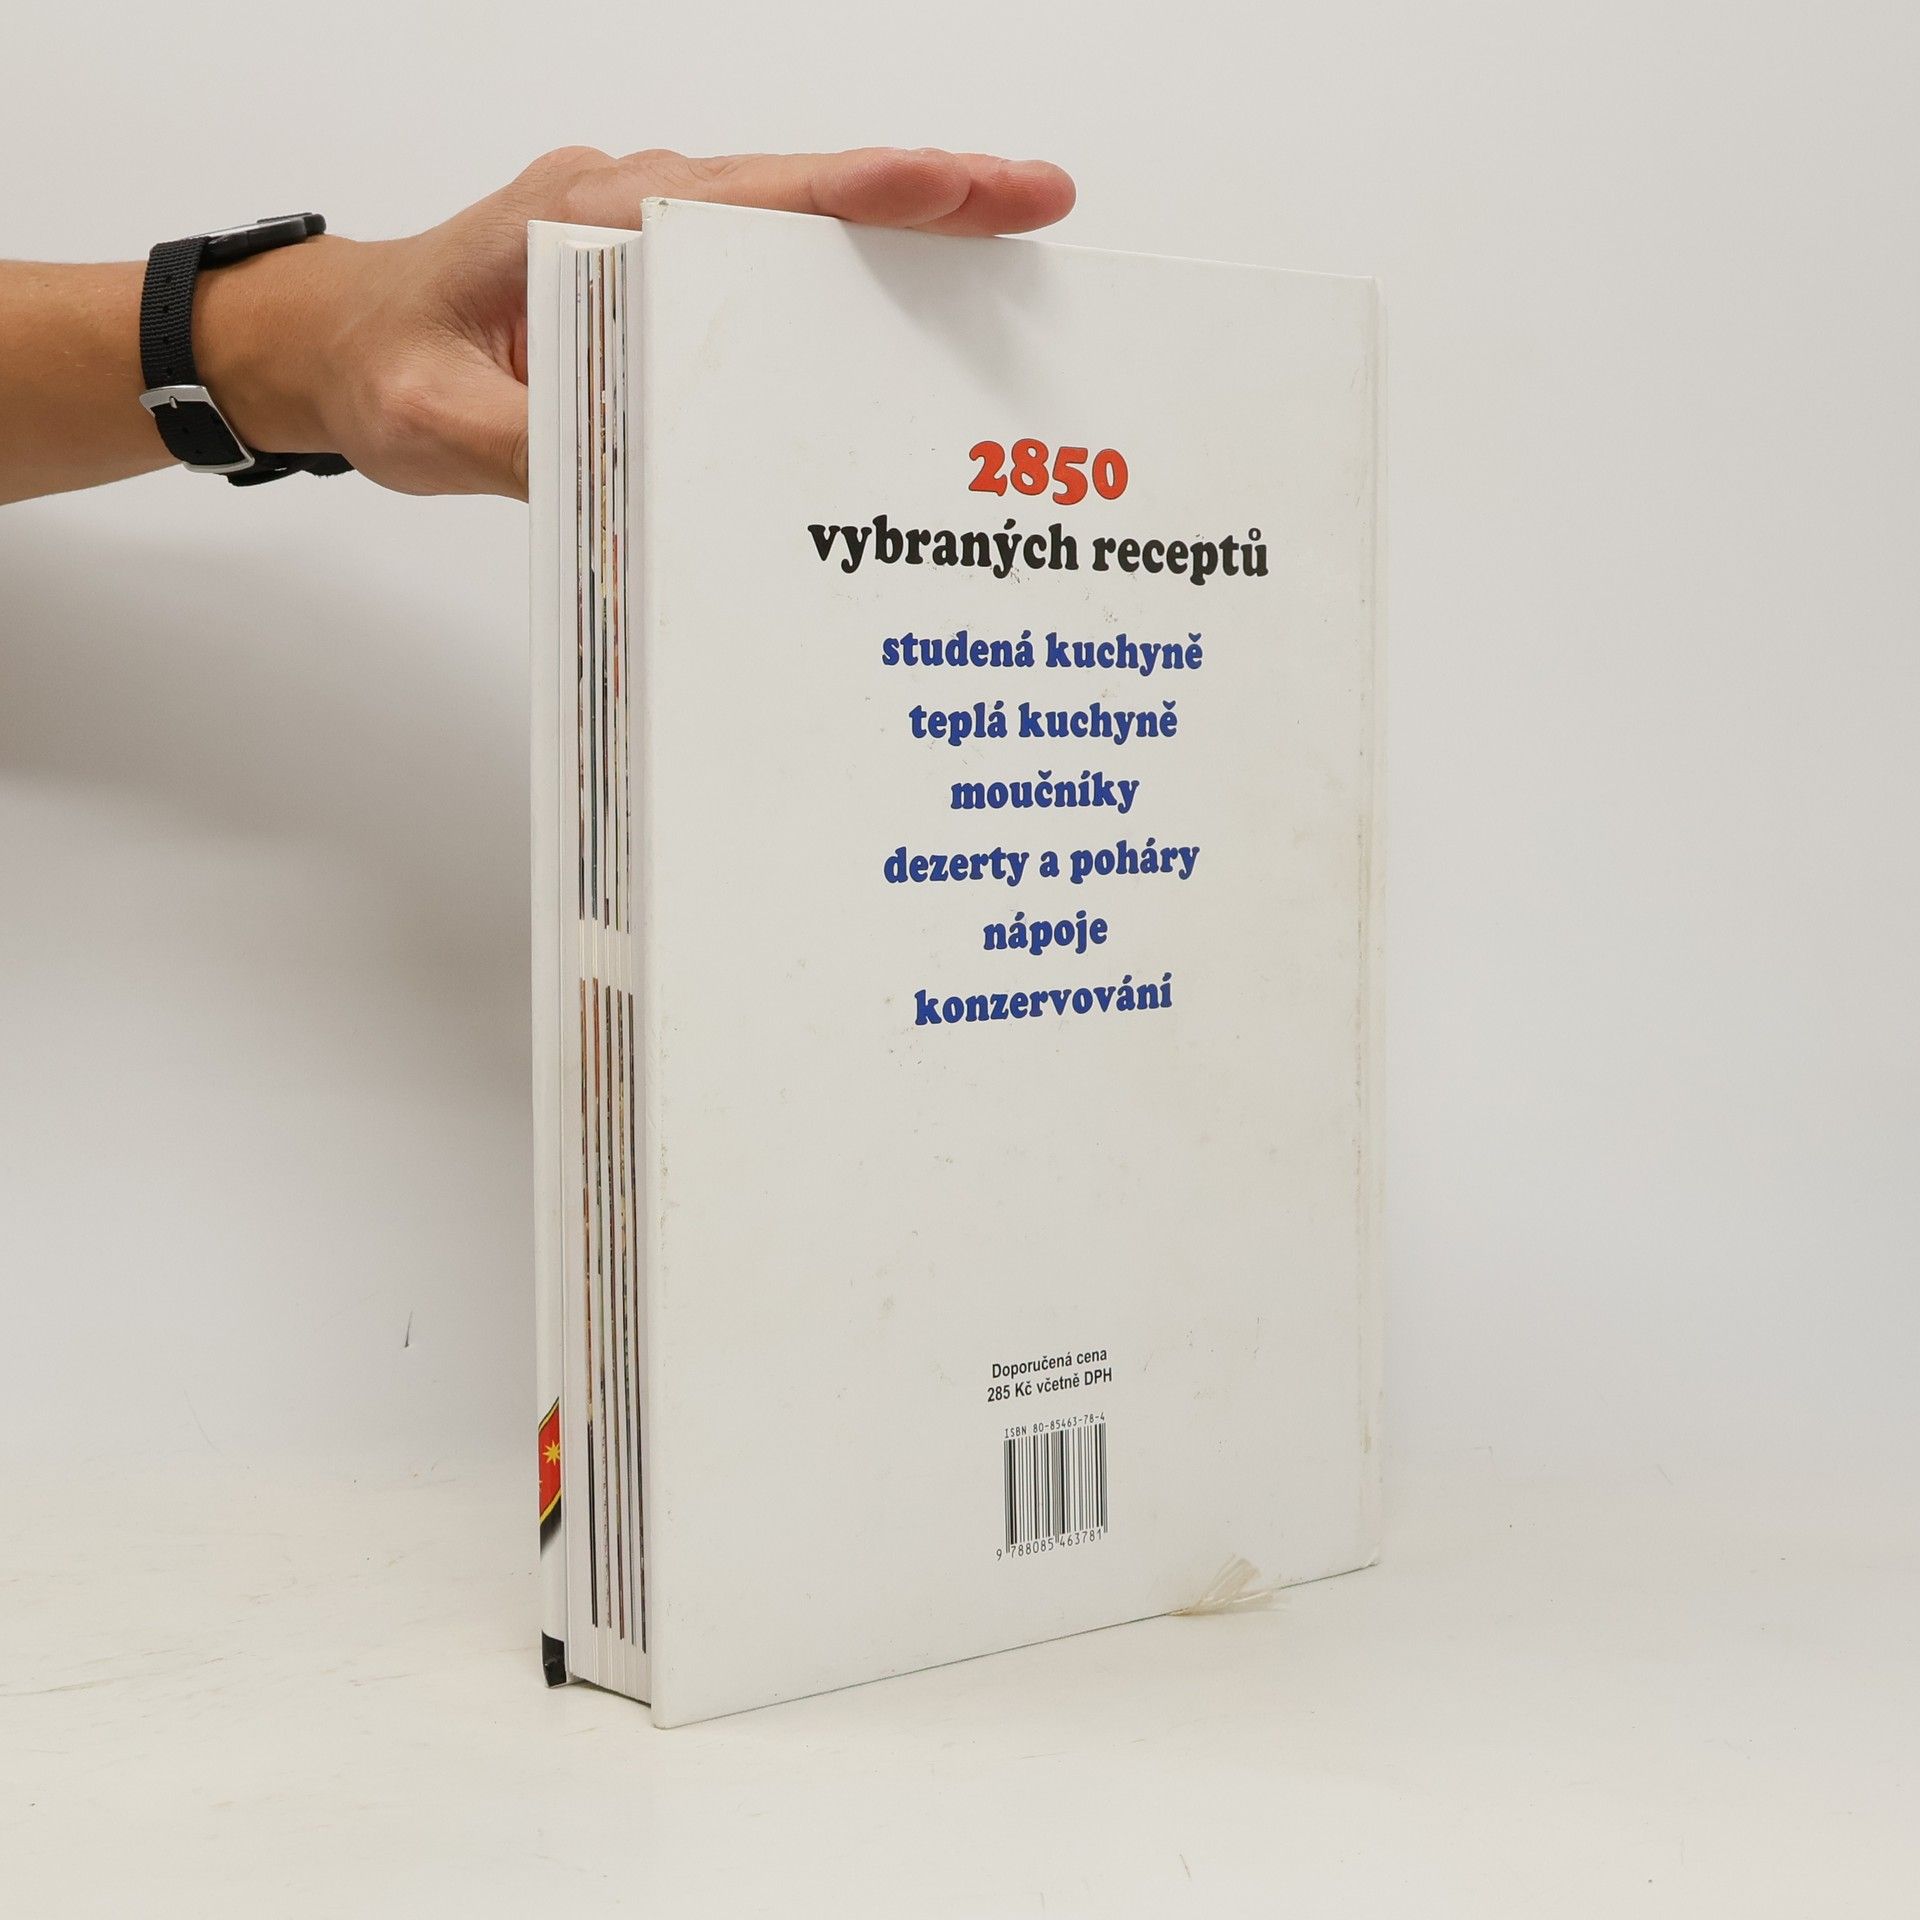 2850
vybraných receptů
studená kuchyně
teplá kuchyně
moučníky
dezerty a poháry
nápoje
konzervování
Doporučená cena
285 Kč včetně DPH
ISBN 80-85463-78-4
9 788085 463781